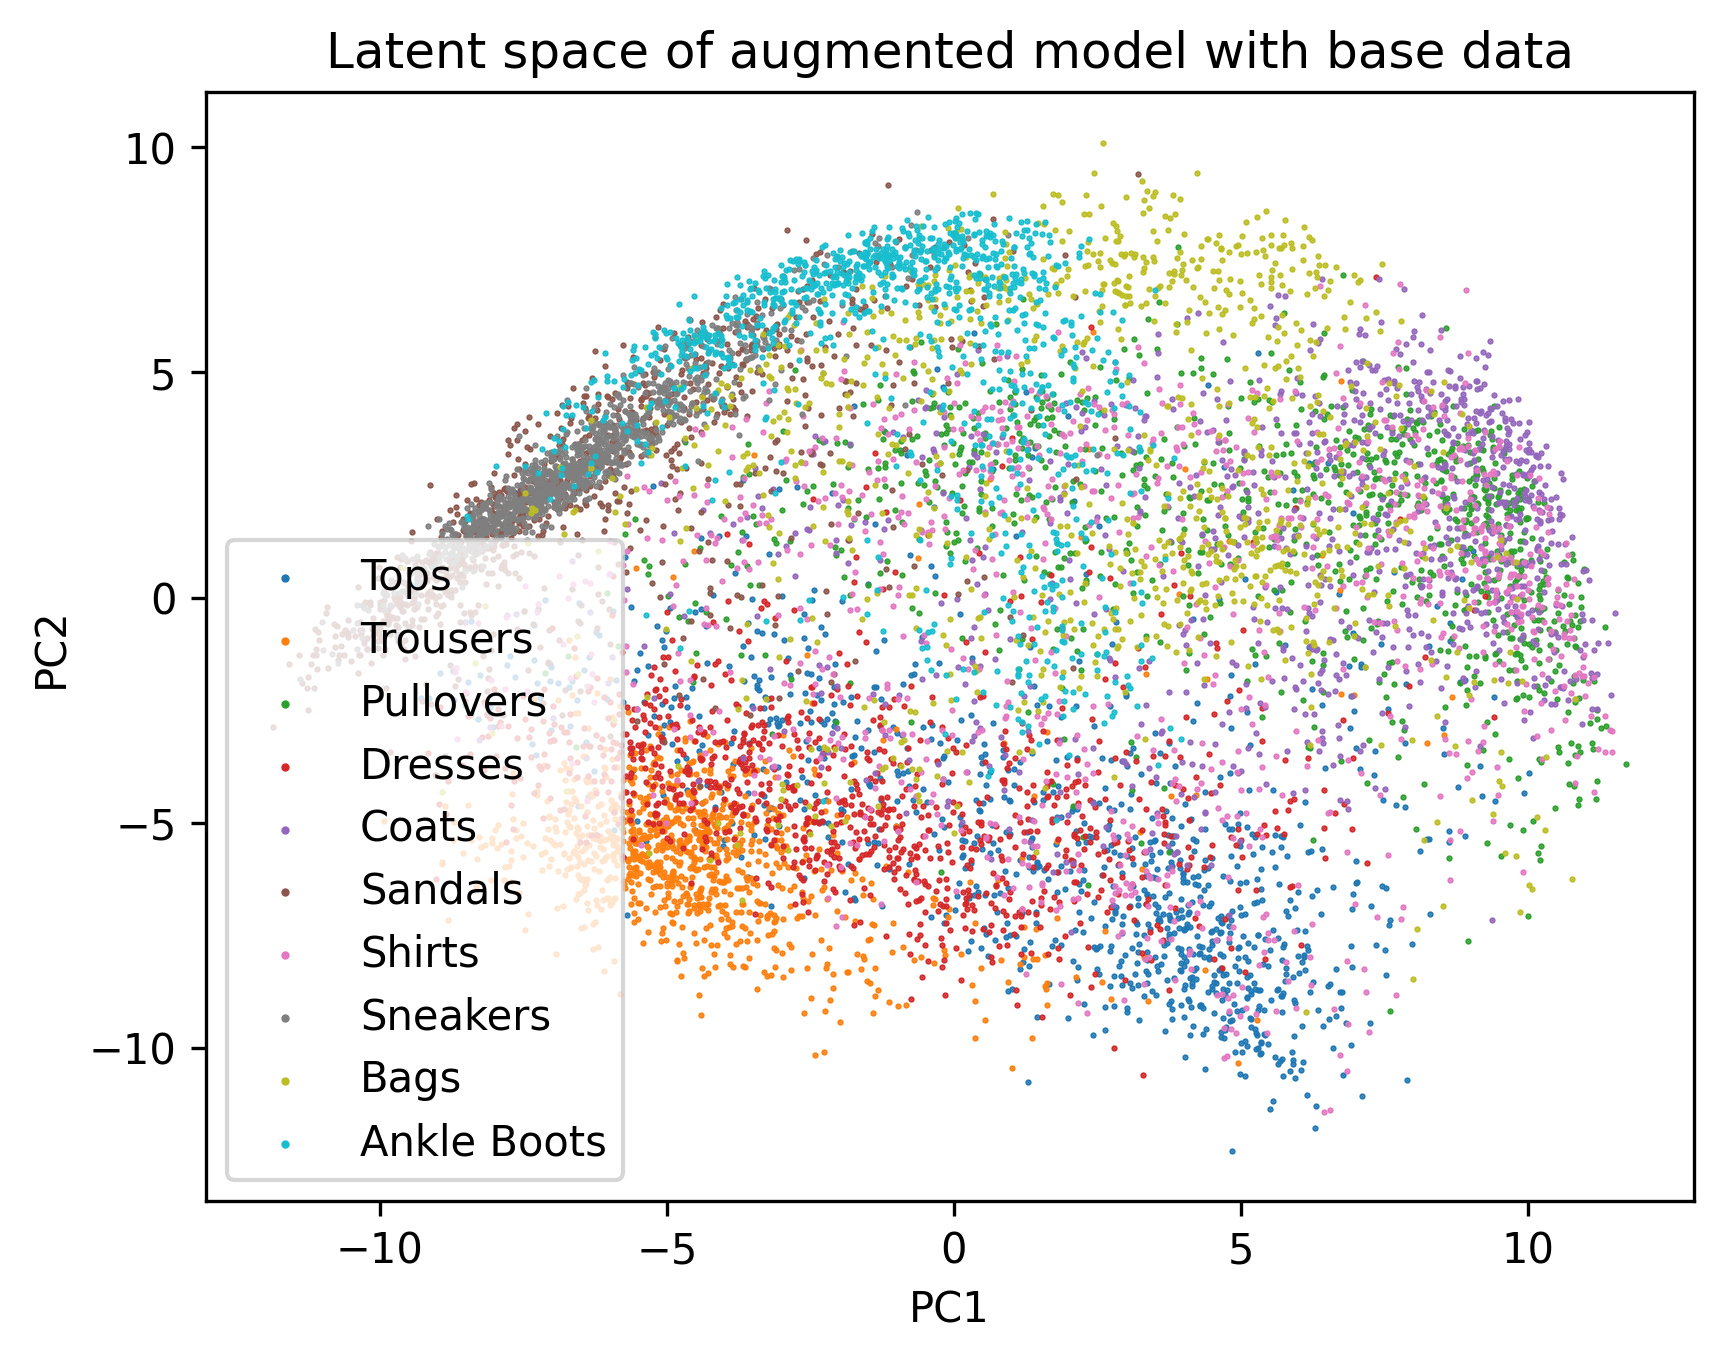 Latent space of augmented model with base data
10
5
0
−5
−10
PC2
Tops
Trousers
Pullovers
Dresses
Coats
Sandals
Shirts
Sneakers
Bags
Ankle Boots
−10 −5 0 5 10
PC1